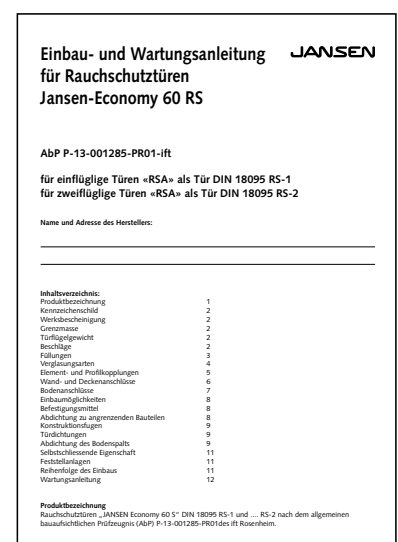 Einbau- und Wartungsanleitung
für Rauchschutztüren
Jansen-Economy 60 RS
JANSEN
AbP P-13-001285-PR01-ift
für einflüglige Türen «RSA» als Tür DIN 18095 RS-1
für zweiflüglige Türen «RSA» als Tür DIN 18095 RS-2
Name und Adresse des Herstellers:
Inhaltsverzeichnis:
Produktbezeichnung 1
Kennzeichenschild 2
Werksbescheinigung 2
Grenzmasse 2
Türflügelgewicht 2
Beschläge 2
Füllungen 3
Verglasungsarten 4
Element- und Profilkopplungen 5
Wand- und Deckenanschlüsse 6
Bodenanschlüsse 7
Einbaumöglichkeiten 8
Befestigungsmittel 8
Abdichtung zu angrenzenden Bauteilen 8
Konstruktionsfugen 9
Türdichtungen 9
Abdichtung des Bodenspalts 9
Selbstschliessende Eigenschaft 11
Feststellanlagen 11
Reihenfolge des Einbaus 11
Wartungsanleitung 12
Produktbezeichnung
Rauchschutztüren „JANSEN Economy 60 S“ DIN 18095 RS-1 und .... RS-2 nach dem allgemeinen
bauaufsichtlichen Prüfzeugnis (AbP) P-13-001285-PR01des ift Rosenheim.